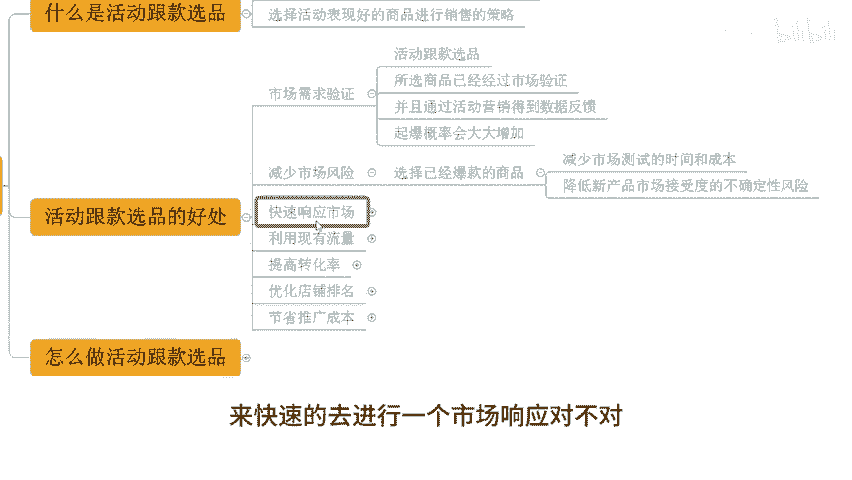 什么是活动跟款选品
选择活动表现好的商品进行销售的策略
活动跟款选品
所选商品已经经过市场验证
市场需求验证
并且通过活动营销得到数据反馈
起爆概率会大大增加
减少市场测试的时间和成本
减少市场风险
选择已经爆款的商品
降低新产品市场接受度的不确定性风险
活动跟款选品的好处
快速响应市场
利用现有流量
提高转化率
优化店铺排名
节省推广成本
怎么做活动跟款选品
来快速的去进行一个市场响应对不对
bilibili